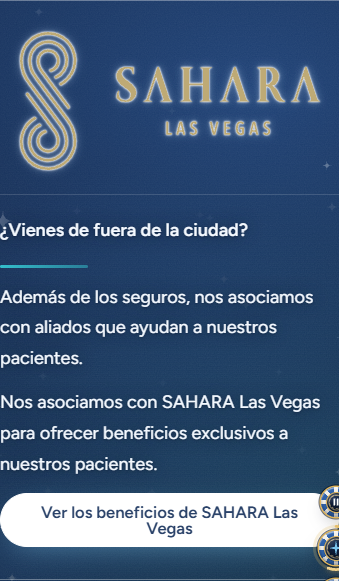 SAHARA
LAS VEGAS
¿Vienes de fuera de la ciudad?
Además de los seguros, nos asociamos
con aliados que ayudan a nuestros
pacientes.
Nos asociamos con SAHARA Las Vegas
para ofrecer beneficios exclusivos a
nuestros pacientes.
Ver los beneficios de SAHARA Las
Vegas